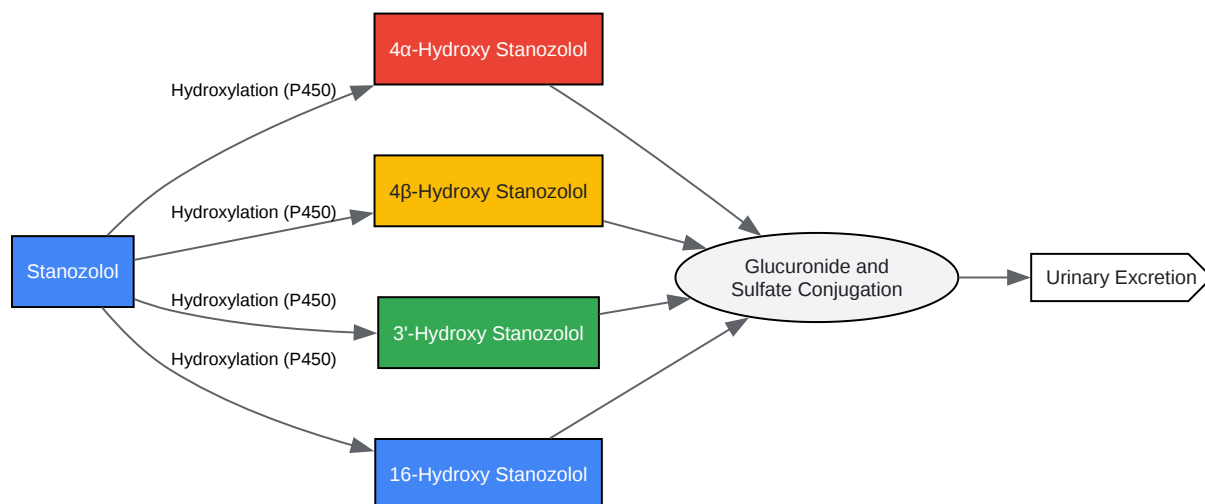 4α-Hydroxy Stanozolol
Hydroxylation (P450)
4β-Hydroxy Stanozolol
Hydroxylation (P450)
Stanozolol
Glucuronide and
Sulfate Conjugation
Urinary Excretion
Hydroxylation (P450)
3'-Hydroxy Stanozolol
Hydroxylation (P450)
16-Hydroxy Stanozolol